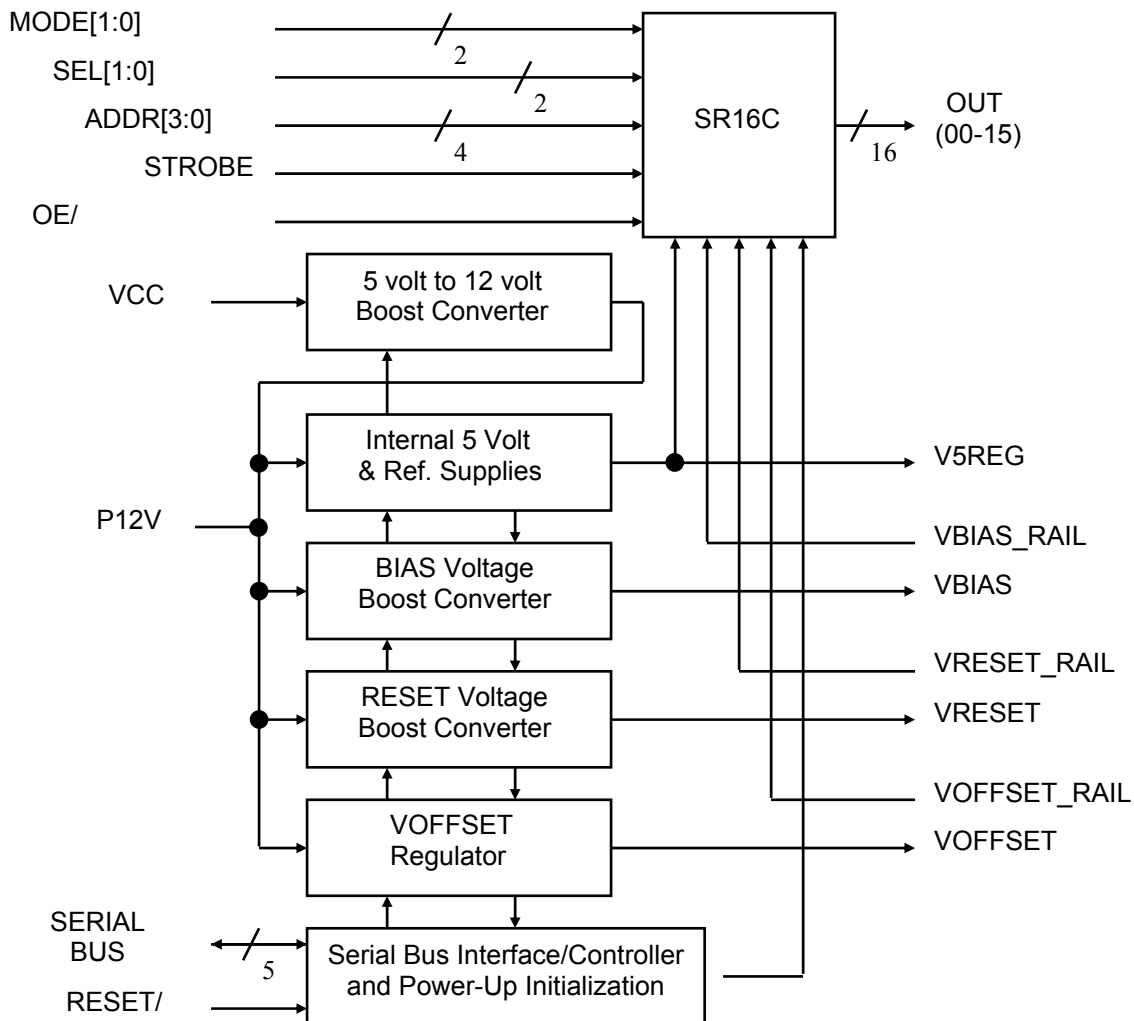 MODE[1:0]
2
SEL[1:0]
2
ADDR[3:0]
4
STROBE
OE/
SR16C
16
OUT
(00-15)
VCC
5 volt to 12 volt
Boost Converter
Internal 5 Volt
& Ref. Supplies
V5REG
P12V
VBIAS_RAIL
BIAS Voltage
Boost Converter
VBIAS
VRESET_RAIL
RESET Voltage
Boost Converter
VRESET
VOFFSET_RAIL
VOFFSET
Regulator
VOFFSET
SERIAL
BUS
5
Serial Bus Interface/Controller
and Power-Up Initialization
RESET/